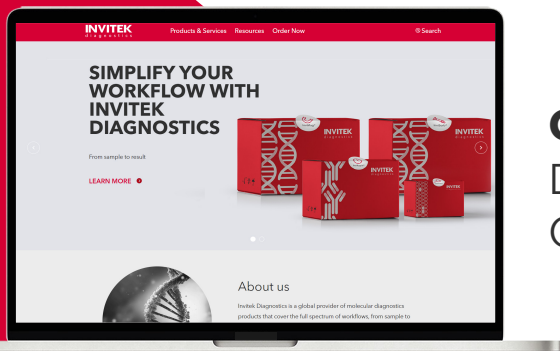 INVITEK
diagnostics
Products & Services Resources Order Now
Search
SIMPLIFY YOUR
WORKFLOW WITH
INVITEK
DIAGNOSTICS
From sample to result
LEARN MORE
INVITEK
diagnostics
INVITEK
diagnostics
INVITEK
INVITEK
About us
Invitek Diagnostics is a global provider of molecular diagnostics
products that cover the full spectrum of workflows, from sample to